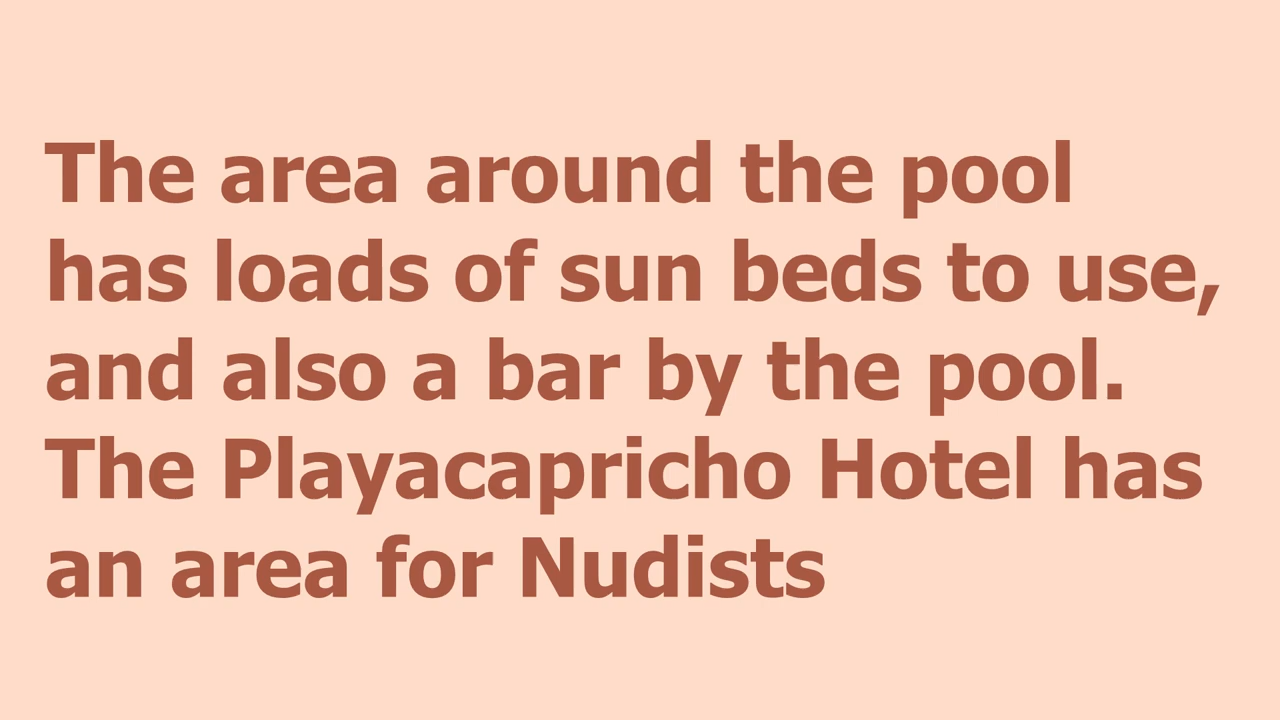 The area around the pool
has loads of sun beds to use,
and also a bar by the pool.
The Playacapricho Hotel has
an area for Nudists